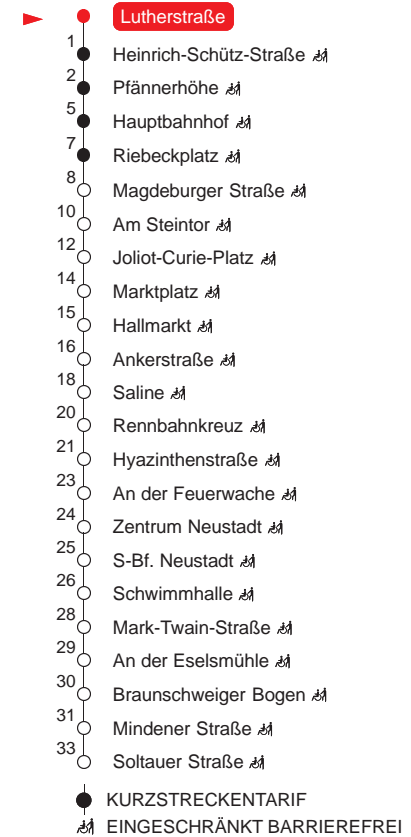 Lutherstraße
1
Heinrich-Schütz-Straße
2
Pfännerhöhe
5
Hauptbahnhof
7
Riebeckplatz
8
Magdeburger Straße
10
Am Steintor
12
Joliot-Curie-Platz
14
Marktplatz
15
Hallmarkt
16
Ankerstraße
18
Saline
20
Rennbahnkreuz
21
Hyazinthenstraße
23
An der Feuerwache
24
Zentrum Neustadt
25
S-Bf. Neustadt
26
Schwimmhalle
28
Mark-Twain-Straße
29
An der Eselsmühle
30
Braunschweiger Bogen
31
Mindener Straße
33
Soltauer Straße
KURZSTRECKENTARIF
EINGESCHRÄNKT BARRIEREFREI